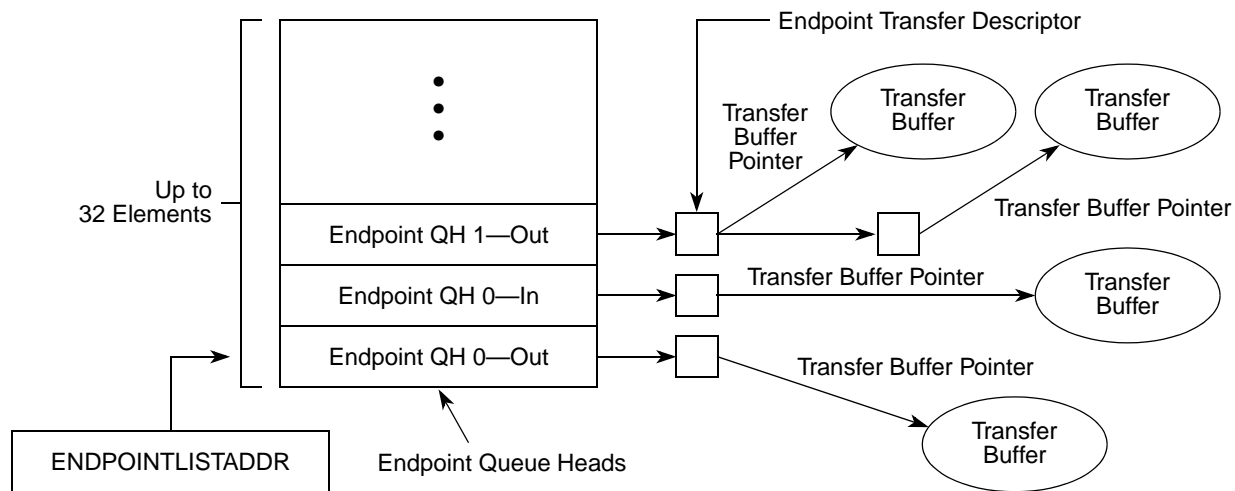 Endpoint Transfer Descriptor
Transfer
Buffer
Pointer
Transfer
Buffer
Transfer
Buffer
Up to
32 Elements
Transfer Buffer Pointer
Endpoint QH 1—Out
Endpoint QH 0—In
Transfer Buffer Pointer
Transfer
Buffer
Endpoint QH 0—Out
Transfer Buffer Pointer
Transfer
Buffer
ENDPOINTLISTADDR
Endpoint Queue Heads